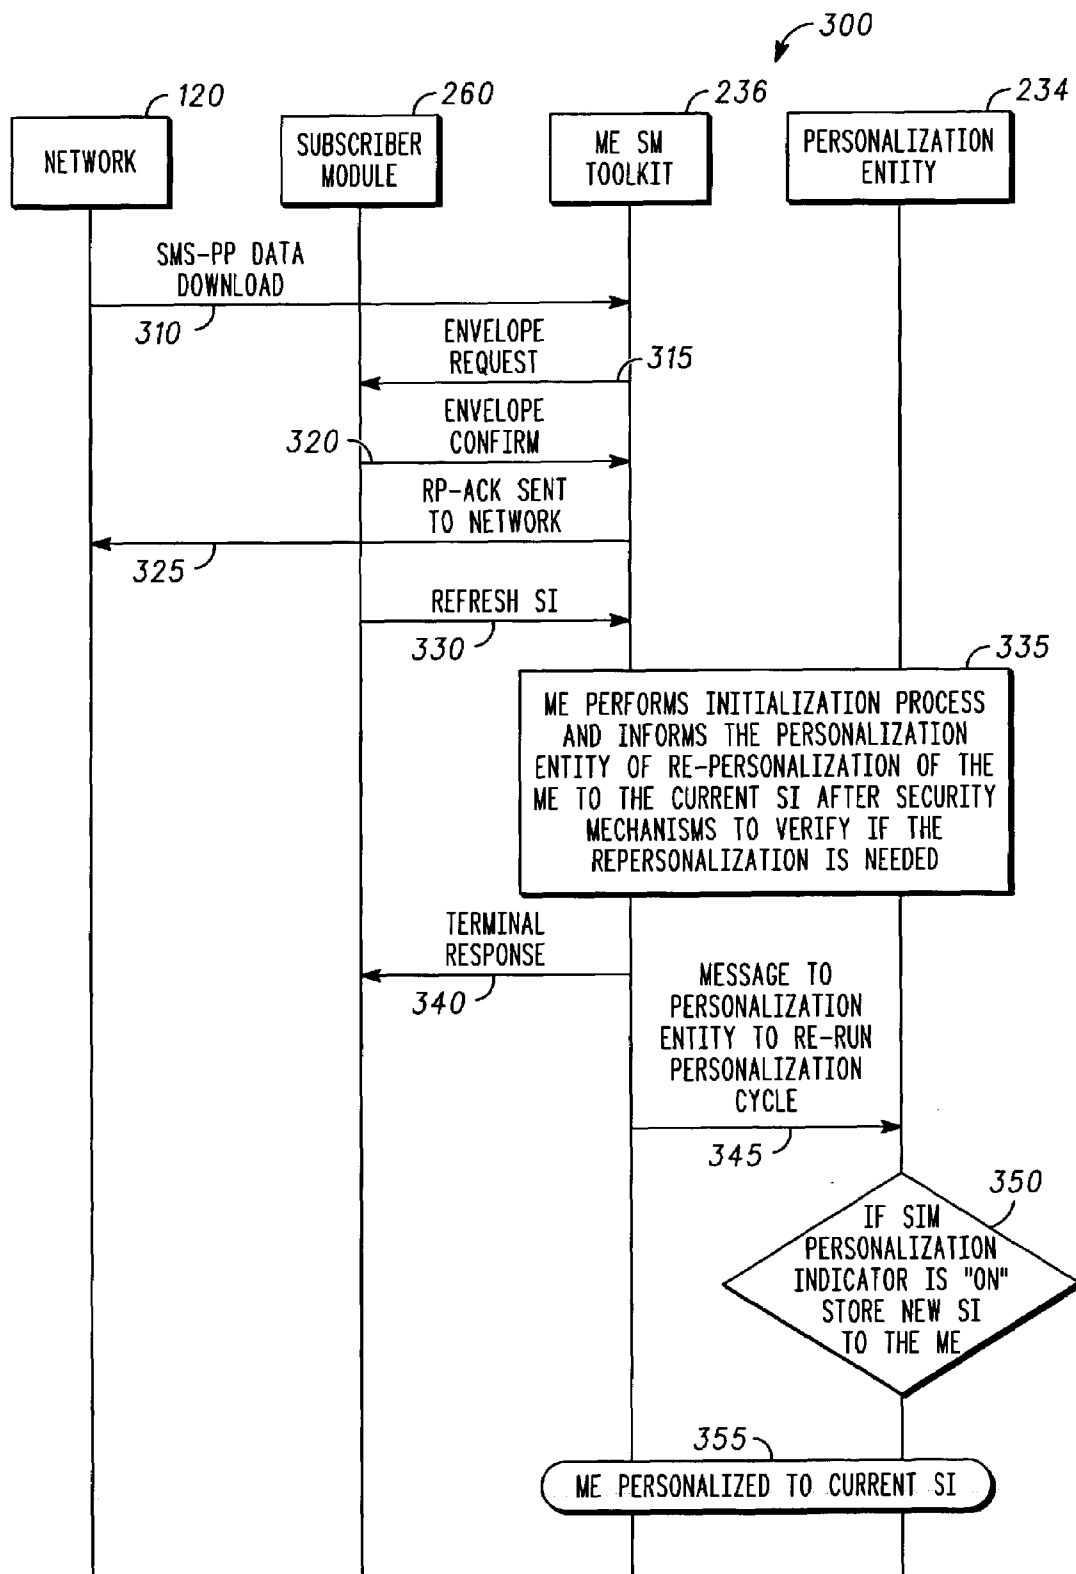 300
120
260
236
234
NETWORK
SUBSCRIBER
MODULE
ME SM
TOOLKIT
PERSONALIZATION
ENTITY
SMS-PP DATA
DOWNLOAD
310
ENVELOPE
REQUEST
315
ENVELOPE
CONFIRM
320
RP-ACK SENT
TO NETWORK
325
REFRESH SI
330
335
ME PERFORMS INITIALIZATION PROCESS
AND INFORMS THE PERSONALIZATION
ENTITY OF RE-PERSONALIZATION OF THE
ME TO THE CURRENT SI AFTER SECURITY
MECHANISMS TO VERIFY IF THE
REPERSONALIZATION IS NEEDED
TERMINAL
RESPONSE
340
MESSAGE TO
PERSONALIZATION
ENTITY TO RE-RUN
PERSONALIZATION
CYCLE
345
350
IF SIM
PERSONALIZATION
INDICATOR IS "ON"
STORE NEW SI
TO THE ME
355
ME PERSONALIZED TO CURRENT SI